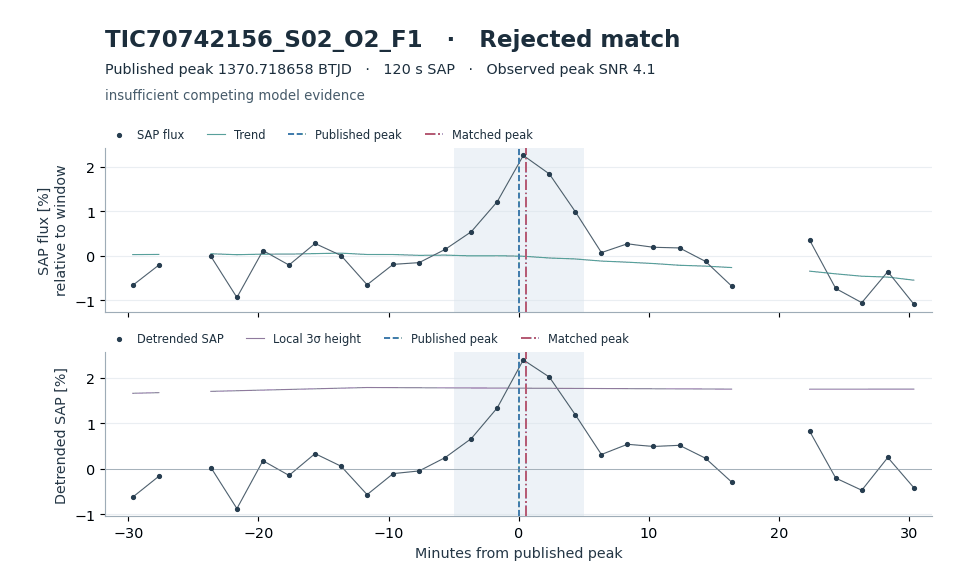 TIC70742156_S02_O2_F1 · Rejected match
Published peak 1370.718658 BTJD · 120 s SAP · Observed peak SNR 4.1
insufficient competing model evidence
SAP flux Trend Published peak Matched peak
SAP flux [%]
relative to window
2
1
0
−1
Detrended SAP Local 3σ height Published peak Matched peak
Detrended SAP [%]
2
1
0
−1
−30 −20 −10 0 10 20 30
Minutes from published peak